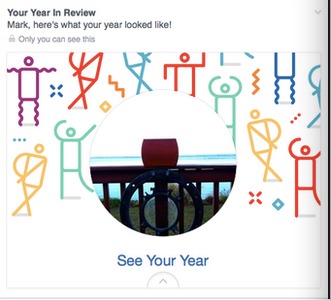 Your Year In Review
Mark, here's what your year looked like!
Only you can see this
See Your Year